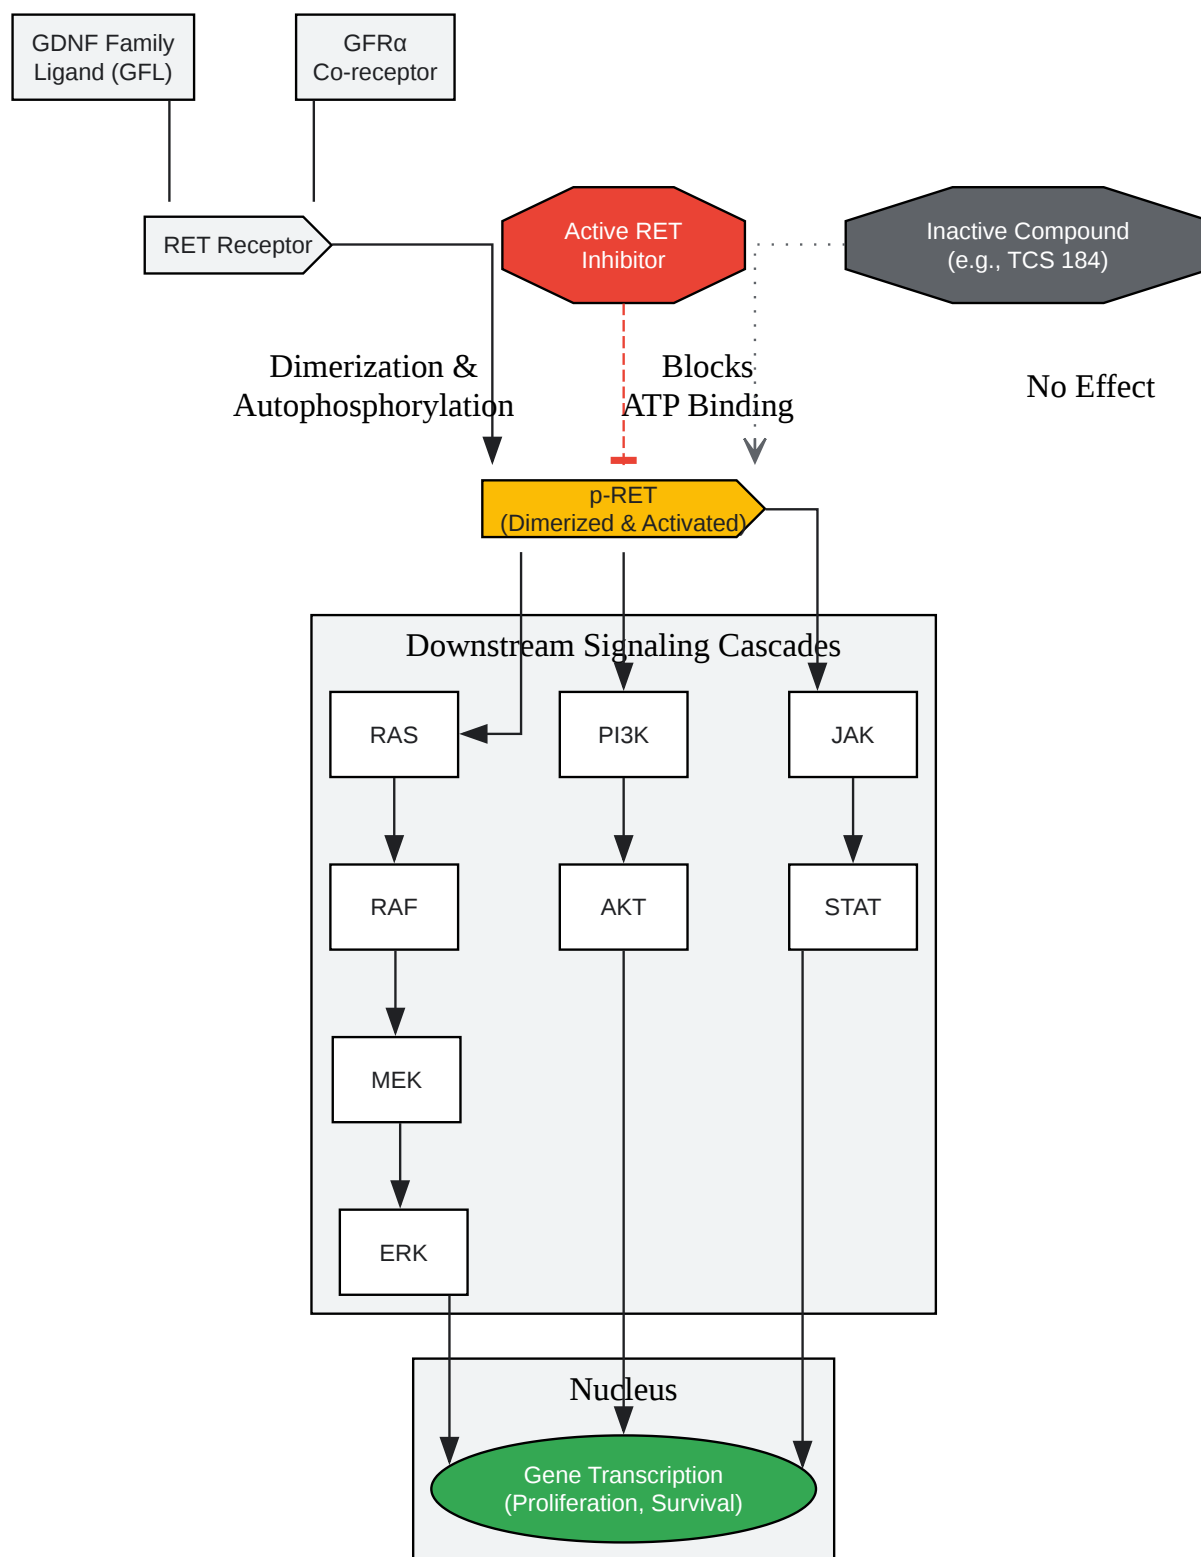 GDNF Family
Ligand (GFL)
GFRα
Co-receptor
RET Receptor
Active RET
Inhibitor
Inactive Compound
(e.g., TCS 184)
Dimerization &
Autophosphorylation
Blocks
ATP Binding
No Effect
p-RET
(Dimerized & Activated)
Downstream Signaling Cascades
RAS
PI3K
JAK
RAF
AKT
STAT
MEK
ERK
Nucleus
Gene Transcription
(Proliferation, Survival)